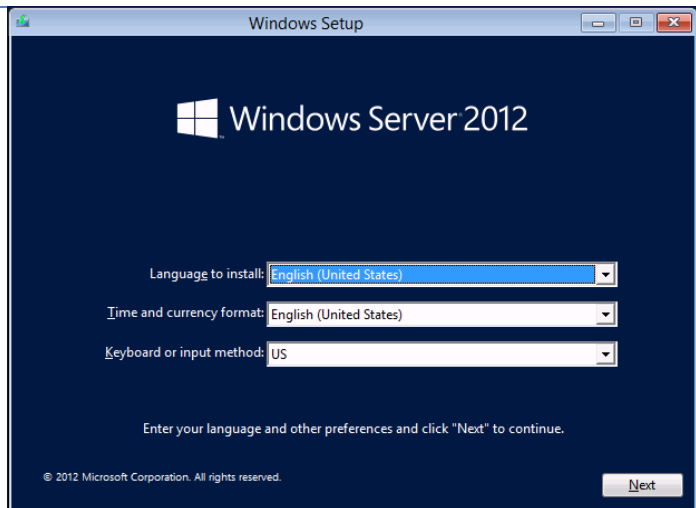 Windows Setup
Windows Server 2012
Language to install: English (United States)
Time and currency format: English (United States)
Keyboard or input method: US
Enter your language and other preferences and click "Next" to continue.
© 2012 Microsoft Corporation. All rights reserved.
Next